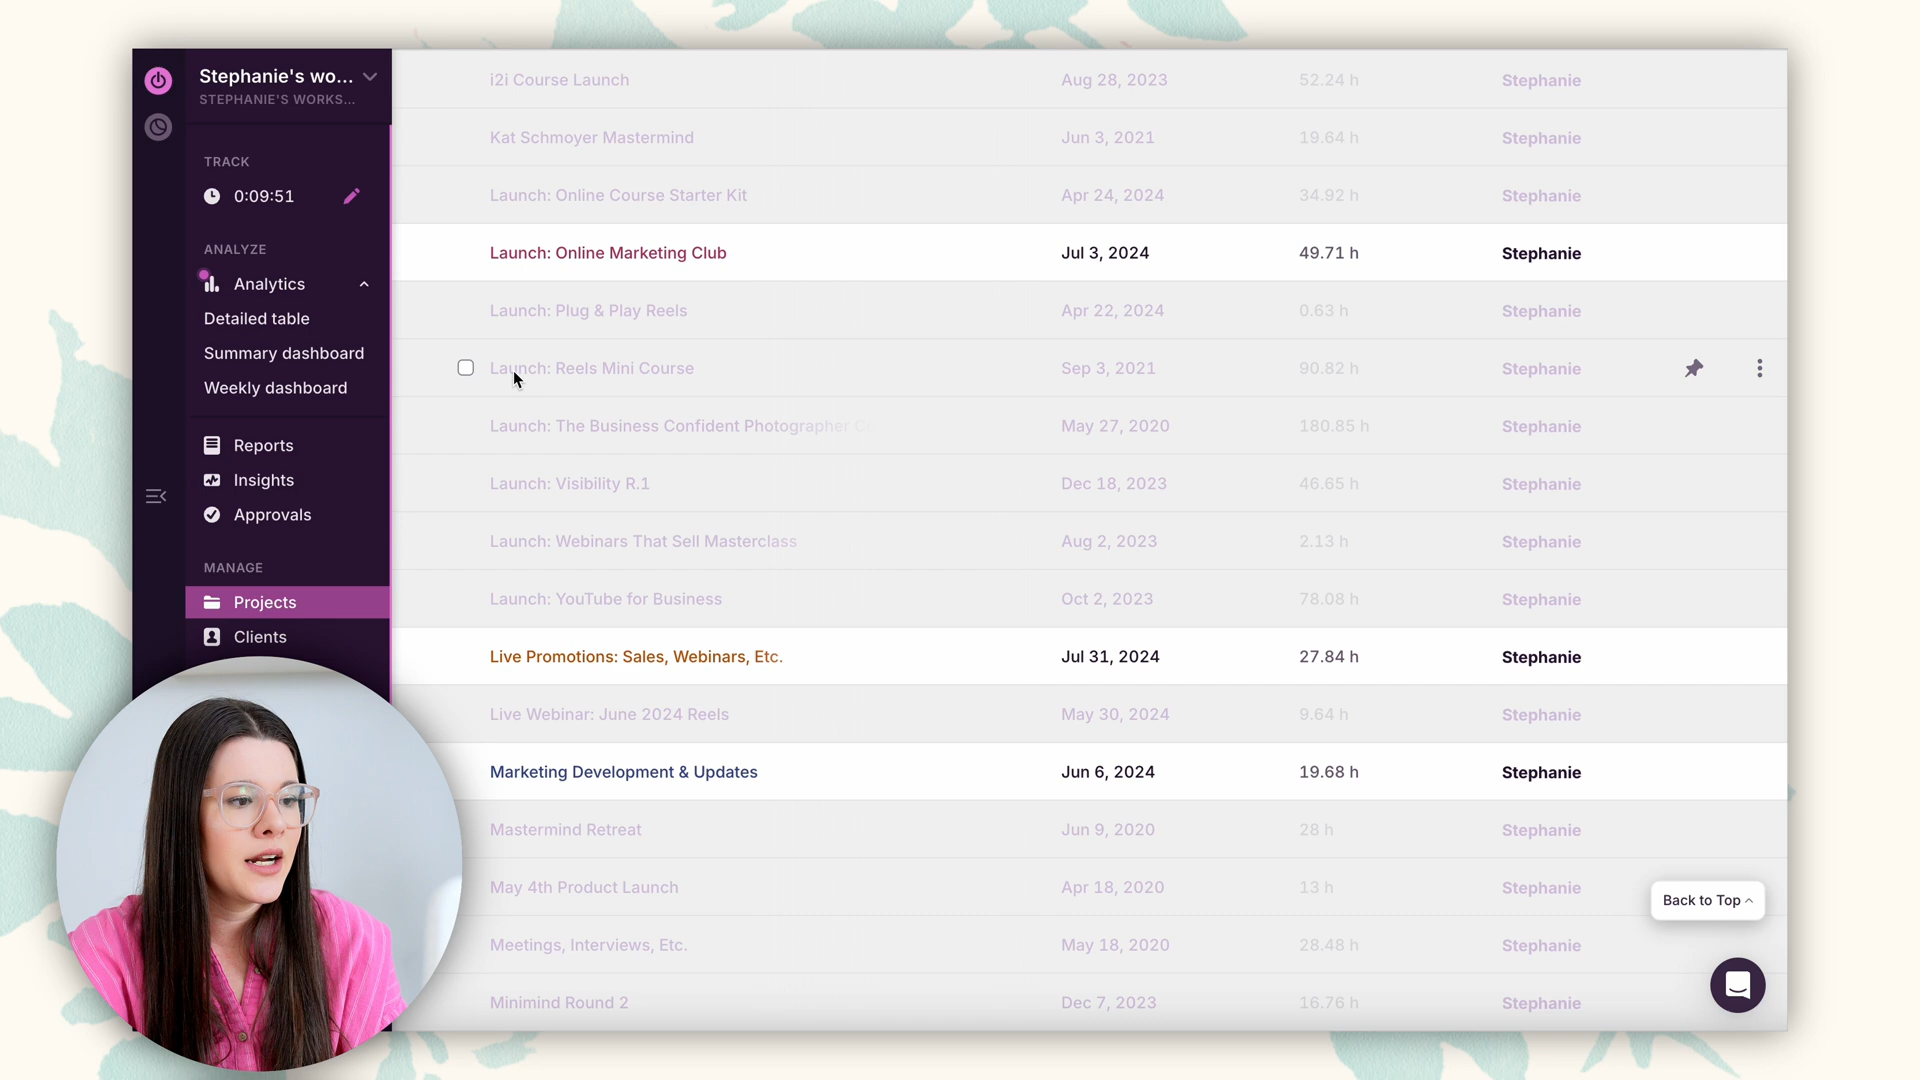 Stephanie's wo...
STEPHANIE'S WORKS...
TRACK
0:09:51
ANALYZE
Analytics
Detailed table
Summary dashboard
Weekly dashboard
Reports
Insights
Approvals
MANAGE
Projects
Clients
i2i Course Launch Aug 28, 2023 52.24 h Stephanie
Kat Schmoyer Mastermind Jun 3, 2021 19.64 h Stephanie
Launch: Online Course Starter Kit Apr 24, 2024 34.92 h Stephanie
Launch: Online Marketing Club Jul 3, 2024 49.71 h Stephanie
Launch: Plug & Play Reels Apr 22, 2024 0.63 h Stephanie
Launch: Reels Mini Course Sep 3, 2021 90.82 h Stephanie
Launch: The Business Confident Photographer Co May 27, 2020 180.85 h Stephanie
Launch: Visibility R.1 Dec 18, 2023 46.65 h Stephanie
Launch: Webinars That Sell Masterclass Aug 2, 2023 2.13 h Stephanie
Launch: YouTube for Business Oct 2, 2023 78.08 h Stephanie
Live Promotions: Sales, Webinars, Etc. Jul 31, 2024 27.84 h Stephanie
Live Webinar: June 2024 Reels May 30, 2024 9.64 h Stephanie
Marketing Development & Updates Jun 6, 2024 19.68 h Stephanie
Mastermind Retreat Jun 9, 2020 28 h Stephanie
May 4th Product Launch Apr 18, 2020 13 h Stephanie
Meetings, Interviews, Etc. May 18, 2020 28.48 h Stephanie
Minimind Round 2 Dec 7, 2023 16.76 h Stephanie
Back to Top